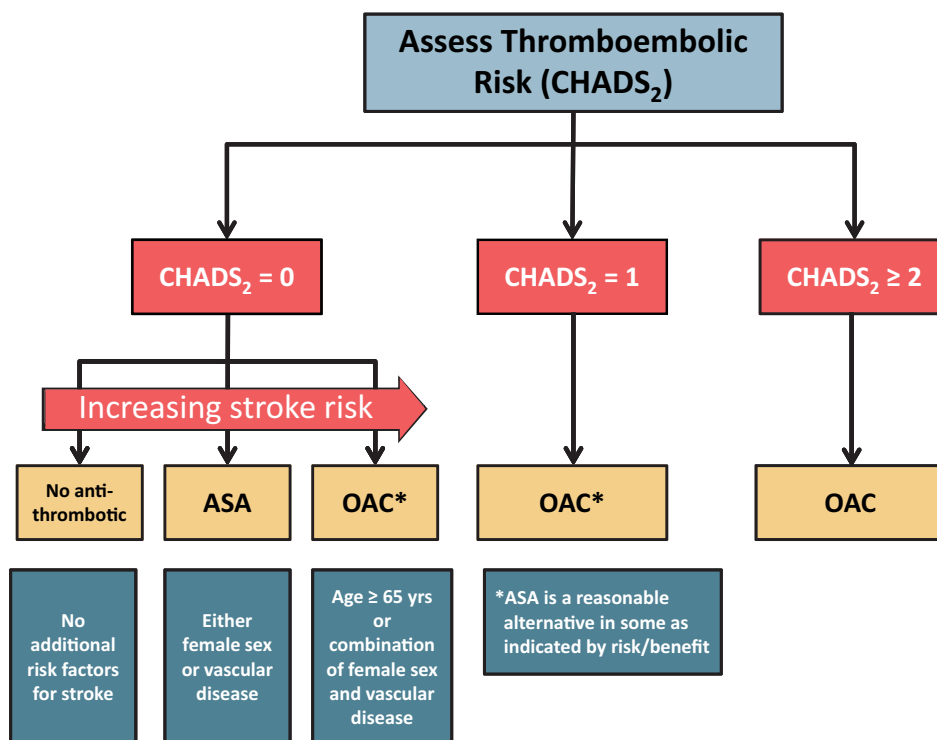 Assess Thromboembolic
Risk (CHADS₂)
CHADS₂ = 0
CHADS₂ = 1
CHADS₂ ≥ 2
Increasing stroke risk
No anti-
thrombotic
ASA
OAC*
OAC*
OAC
No
additional
risk factors
for stroke
Either
female sex
or vascular
disease
Age ≥ 65 yrs
or
combination
of female sex
and vascular
disease
*ASA is a reasonable
alternative in some as
indicated by risk/benefit